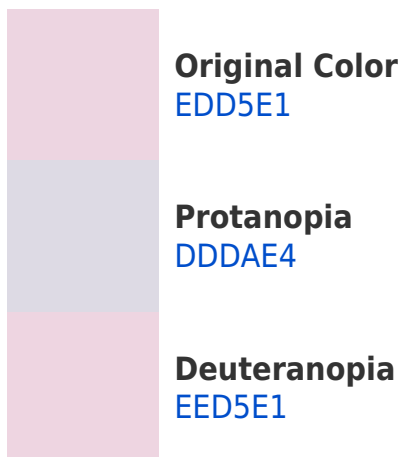 Original Color
EDD5E1
Protanopia
DDDAE4
Deuteranopia
EED5E1